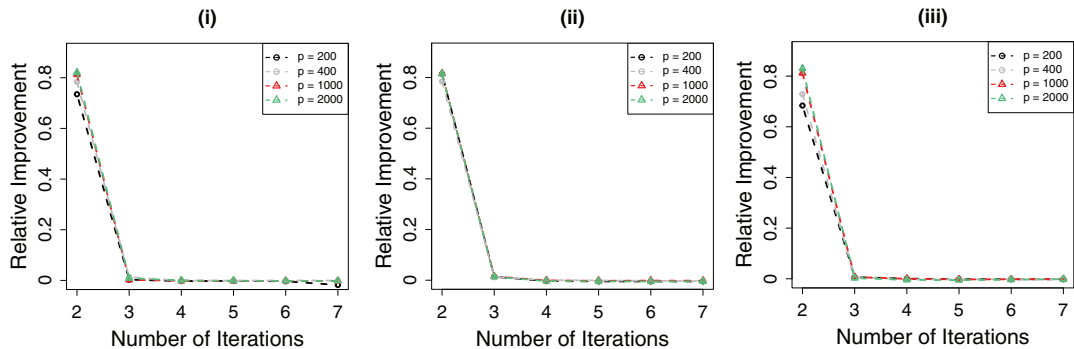 (i)
Relative Improvement
0.8
0.6
0.4
0.2
0
2 3 4 5 6 7
Number of Iterations
p = 200
p = 400
p = 1000
p = 2000
(ii)
Relative Improvement
0.8
0.6
0.4
0.2
0
2 3 4 5 6 7
Number of Iterations
p = 200
p = 400
p = 1000
p = 2000
(iii)
Relative Improvement
0.8
0.6
0.4
0.2
0
2 3 4 5 6 7
Number of Iterations
p = 200
p = 400
p = 1000
p = 2000